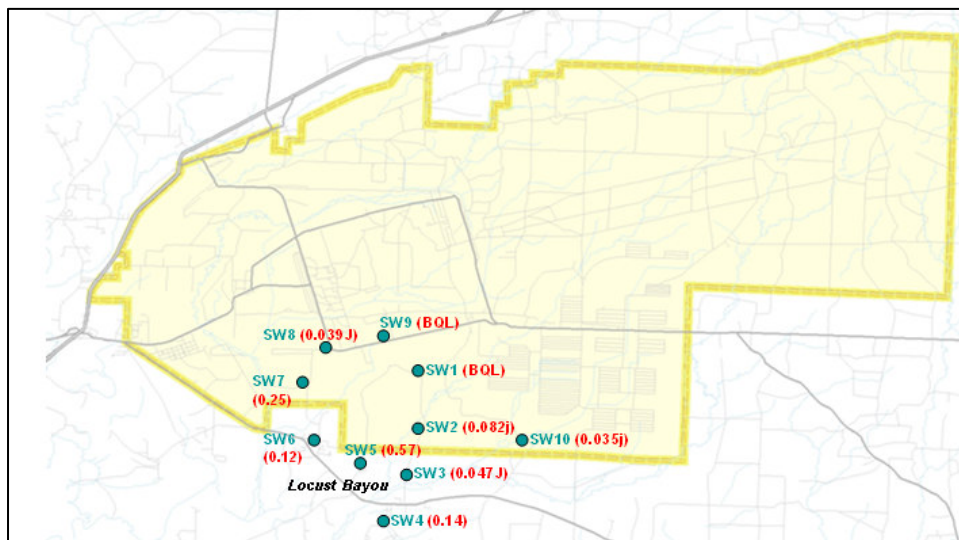 SW9 (BQL)
SW8 (0.039J)
SW1 (BQL)
SW7
(0.25)
SW2 (0.082j)
SW10 (0.035j)
SW6
(0.12)
SW5 (0.57)
SW3 (0.047J)
Locust Bayou
SW4 (0.14)